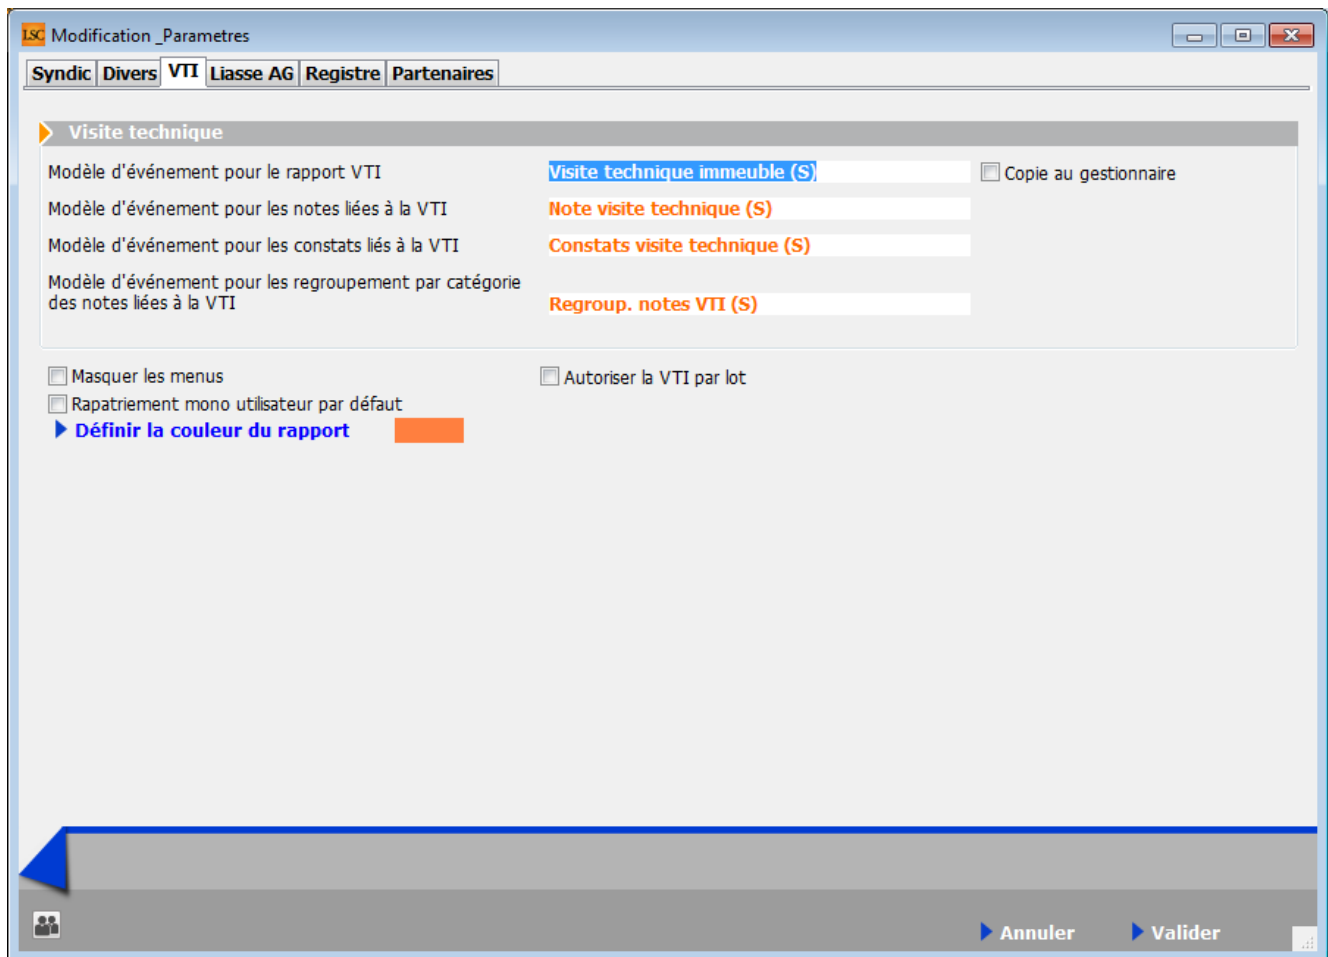 LSC Modification _Parametres
Syndic Divers VTI Liasse AG Registre Partenaires
Visite technique
Modèle d'événement pour le rapport VTI Visite technique immeuble (S) Copie au gestionnaire
Modèle d'événement pour les notes liées à la VTI Note visite technique (S)
Modèle d'événement pour les constats liés à la VTI Constats visite technique (S)
Modèle d'événement pour les regroupement par catégorie
des notes liées à la VTI Regroup. notes VTI (S)
Masquer les menus Autoriser la VTI par lot
Rapatriement mono utilisateur par défaut
Définir la couleur du rapport
Annuler Valider